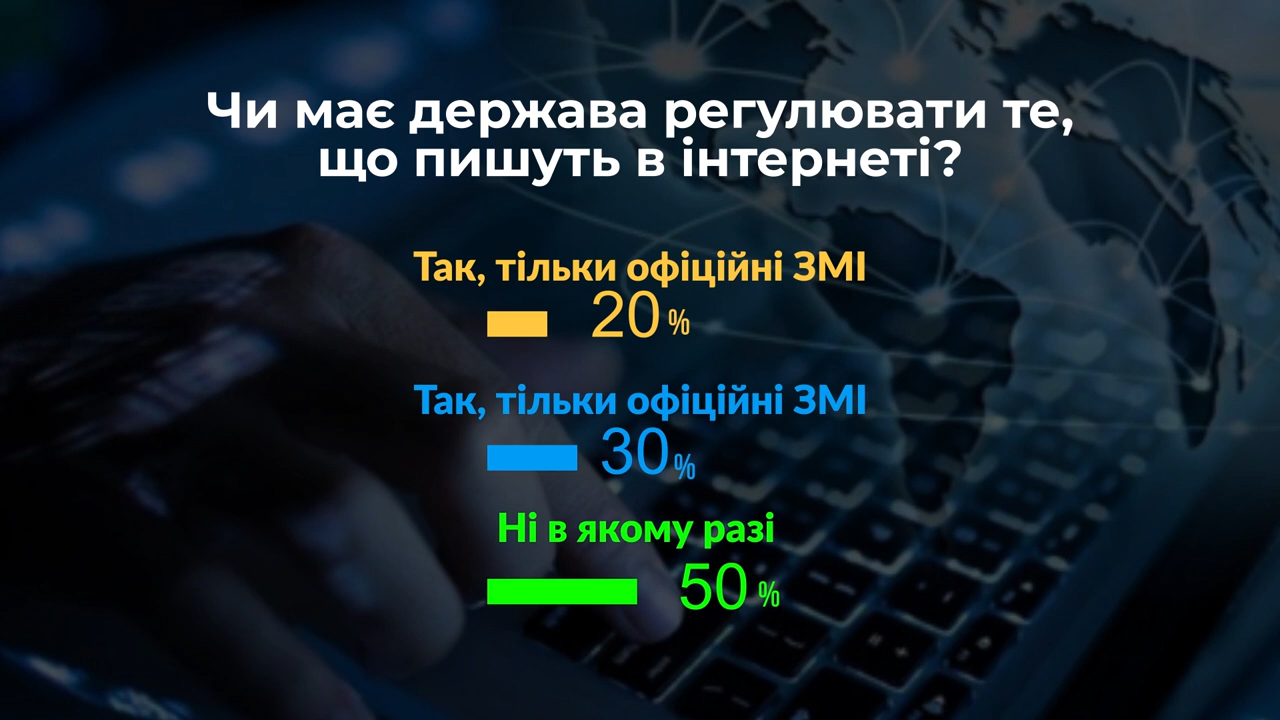 Чи має держава регулювати те,
що пишуть в інтернеті?
Так, тільки офіційні ЗМІ
20 %
Так, тільки офіційні ЗМІ
30 %
Ні в якому разі
50 %